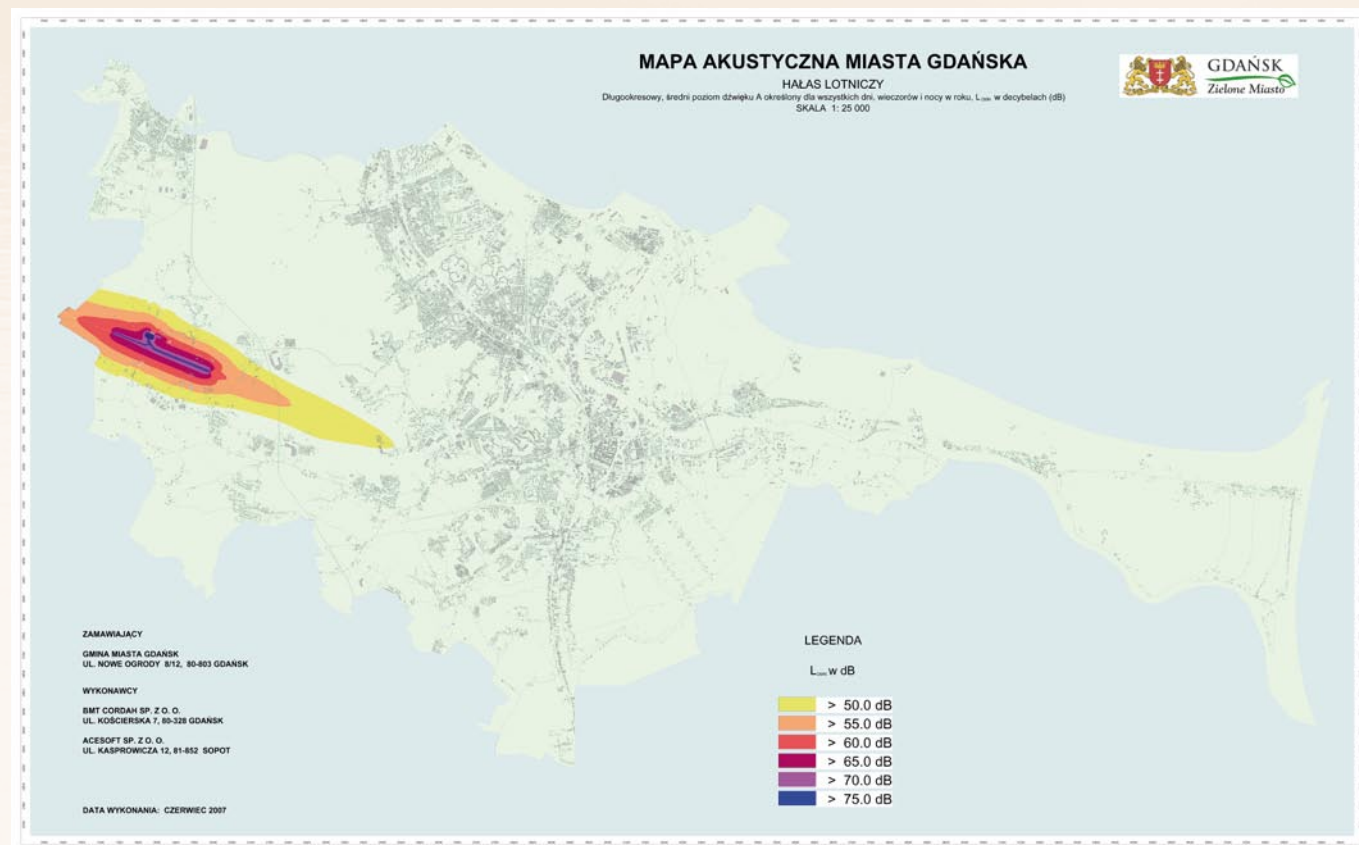 MAPA AKUSTYCZNA MIASTA GDAŃSKA
HAŁAS LOTNICZY
Długookresowy, średni poziom dźwięku A określony dla wszystkich dni, wieczorów i nocy w roku, L w decybelach (dB)
SKALA 1: 25 000
GDAŃSK
Zielone Miasto
ZAMAWIAJĄCY
GMINA MIASTA GDAŃSK
UL. NOWE OGRODY 8/12, 80-803 GDAŃSK
WYKONAWCY
BMT CORDAH SP. Z O. O.
UL. KOŚCIERSKA 7, 80-328 GDAŃSK
ACESOFT SP. Z O. O.
UL. KASPROWICZA 12, 81-852 SOPOT
DATA WYKONANIA: CZERWIEC 2007
LEGENDA
L w dB
> 50.0 dB
> 55.0 dB
> 60.0 dB
> 65.0 dB
> 70.0 dB
> 75.0 dB